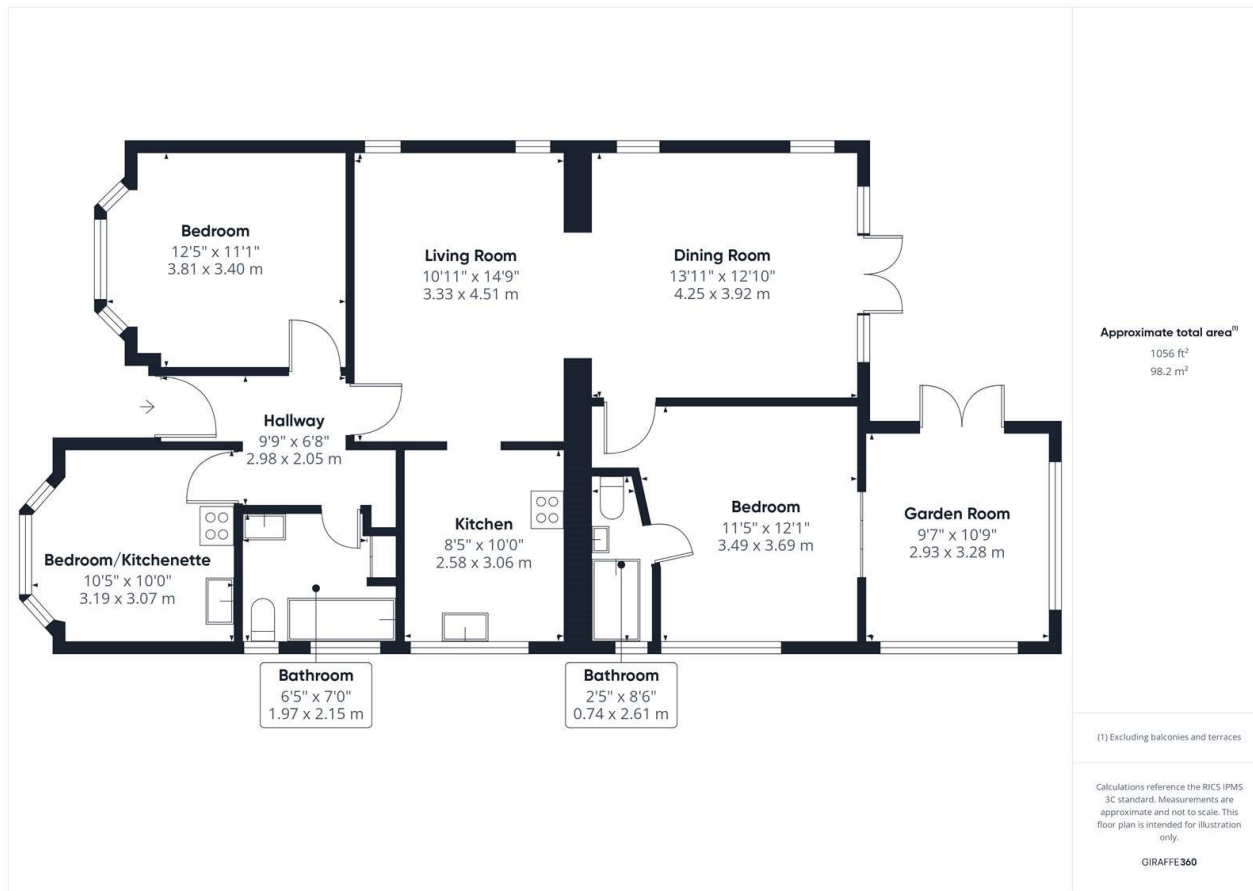 Bedroom
12'5" x 11'1"
3.81 x 3.40 m
Living Room
10'11" x 14'9"
3.33 x 4.51 m
Dining Room
13'11" x 12'10"
4.25 x 3.92 m
Hallway
9'9" x 6'8"
2.98 x 2.05 m
Bedroom/Kitchenette
10'5" x 10'0"
3.19 x 3.07 m
Kitchen
8'5" x 10'0"
2.58 x 3.06 m
Bedroom
11'5" x 12'1"
3.49 x 3.69 m
Garden Room
9'7" x 10'9"
2.93 x 3.28 m
Bathroom
6'5" x 7'0"
1.97 x 2.15 m
Bathroom
2'5" x 8'6"
0.74 x 2.61 m
Approximate total area⁽¹⁾
1056 ft²
98.2 m²
(1) Excluding balconies and terraces
Calculations reference the RICS IPMS
3C standard. Measurements are
approximate and not to scale. This
floor plan is intended for illustration
only.
GIRAFFE360